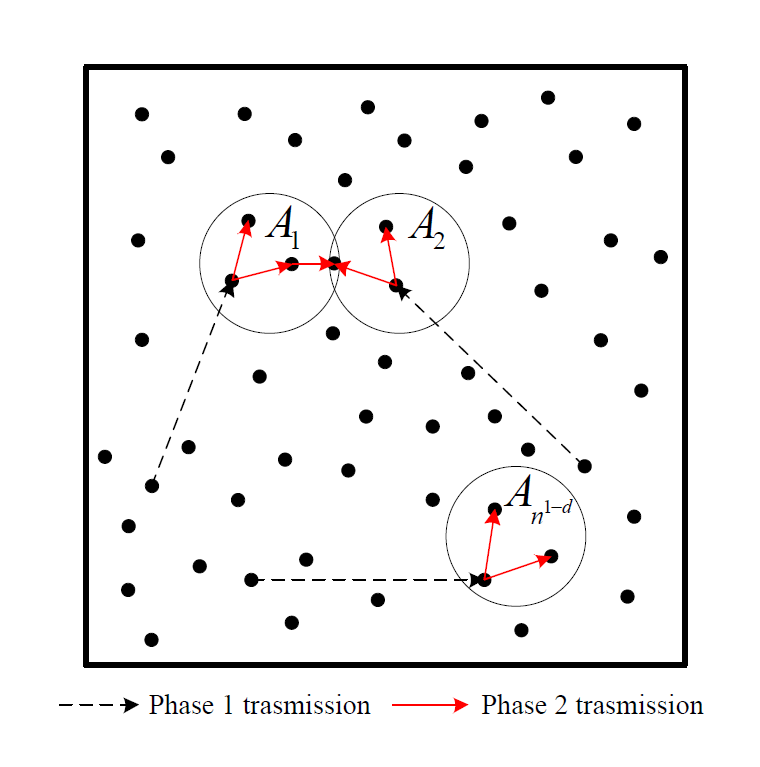 A₁
A₂
Aₙ¹⁻ᵈ
Phase 1 trasmission
Phase 2 trasmission